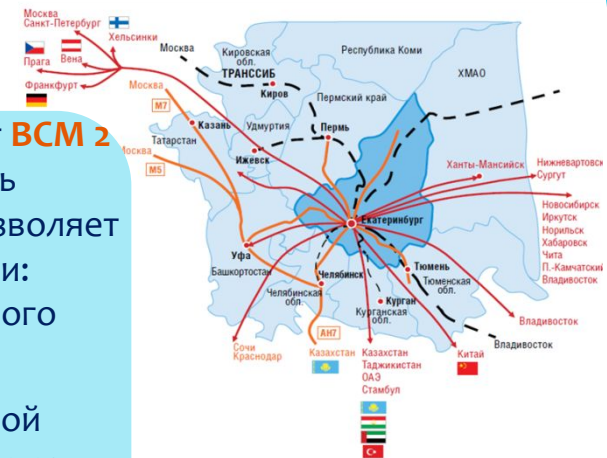 Москва
Санкт-Петербург
Хельсинки
Прага
Вена
Франкфурт
Москва
Кировская
обл.
ТРАНССИБ
Киров
Республика Коми
ХМАО
Пермский край
Москва
М7
Казань
Удмуртия
Пермь
Татарстан
Москва
М5
Ижевск
Ханты-Мансийск
Нижневартовск
Сургут
Екатеринбург
Новосибирск
Иркутск
Норильск
Хабаровск
Чита
П.-Камчатский
Владивосток
Уфа
Башкортостан
Тюмень
Тюменская
обл.
Челябинск
Челябинская
обл.
Курган
Курганская
обл.
Владивосток
АН7
Владивосток
Сочи
Краснодар
Казахстан
Казахстан
Таджикистан
ОАЭ
Стамбул
Китай
ВСМ 2